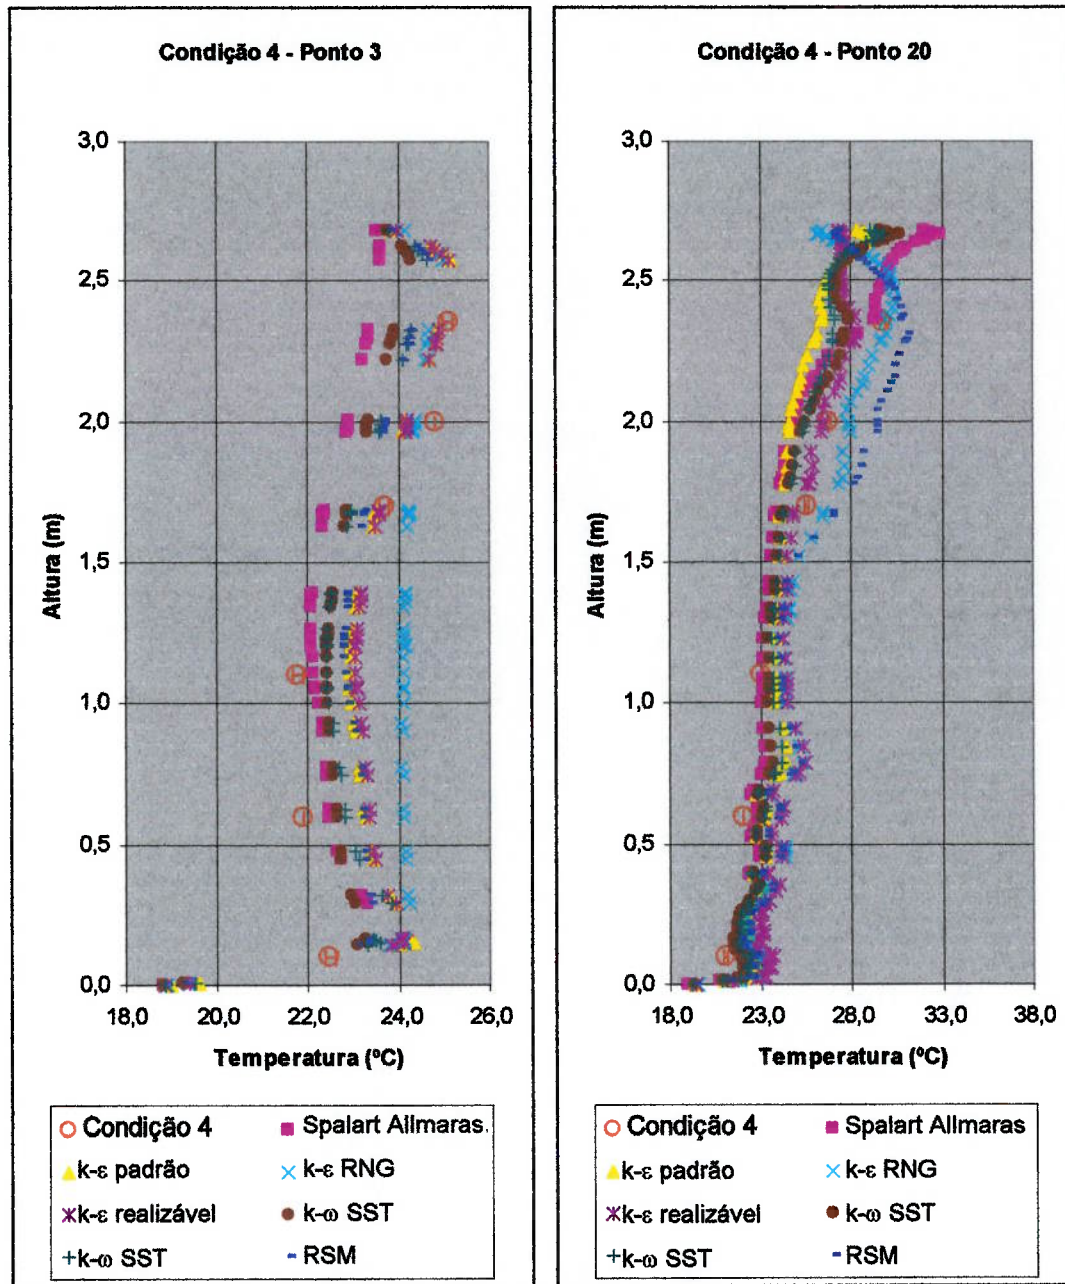 Condição 4 - Ponto 3
3,0
2,5
2,0
1,5
1,0
0,5
0,0
Altura (m)
18,0 20,0 22,0 24,0 26,0
Temperatura (ºC)
Condição 4
Spalart Allmaras.
k-ε padrão
k-ε RNG
k-ε realizável
k-ω SST
k-ω SST
RSM
Condição 4 - Ponto 20
3,0
2,5
2,0
1,5
1,0
0,5
0,0
Altura (m)
18,0 23,0 28,0 33,0 38,0
Temperatura (ºC)
Condição 4
Spalart Allmaras
k-ε padrão
k-ε RNG
k-ε realizável
k-ω SST
k-ω SST
RSM